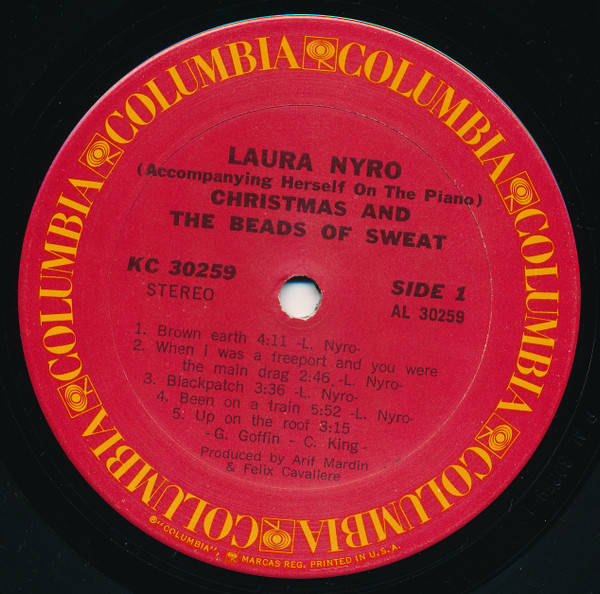 COLUMBIA COLUMBIA COLUMBIA COLUMBIA COLUMBIA COLUMBIA COLUMBIA
LAURA NYRO
(Accompanying Herself On The Piano)
CHRISTMAS AND
THE BEADS OF SWEAT
KC 30259
STEREO
SIDE 1
AL 30259
1. Brown earth 4:11 -L. Nyro-
2. When i was a freeport and you were
the main drag 2:46 -L. Nyro-
3. Blackpatch 3:36 -L. Nyro-
4. Been on a train 5:52 -L. Nyro-
5. Up on the roof 3:15
-G. Goffin - C. King-
Produced by Arif Mardin
& Felix Cavaliere
®"COLUMBIA", MARCAS REG. PRINTED IN U.S.A.